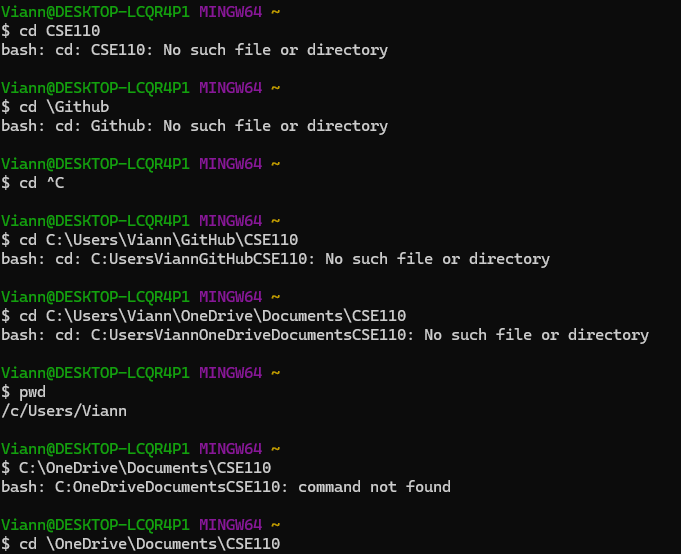 Viann@DESKTOP-LCQR4P1 MINGW64 ~
$ cd CSE110
bash: cd: CSE110: No such file or directory
Viann@DESKTOP-LCQR4P1 MINGW64 ~
$ cd \Github
bash: cd: Github: No such file or directory
Viann@DESKTOP-LCQR4P1 MINGW64 ~
$ cd ^C
Viann@DESKTOP-LCQR4P1 MINGW64 ~
$ cd C:\Users\Viann\GitHub\CSE110
bash: cd: C:UsersViannGitHubCSE110: No such file or directory
Viann@DESKTOP-LCQR4P1 MINGW64 ~
$ cd C:\Users\Viann\OneDrive\Documents\CSE110
bash: cd: C:UsersViannOneDriveDocumentsCSE110: No such file or directory
Viann@DESKTOP-LCQR4P1 MINGW64 ~
$ pwd
/c/Users/Viann
Viann@DESKTOP-LCQR4P1 MINGW64 ~
$ C:\OneDrive\Documents\CSE110
bash: C:OneDriveDocumentsCSE110: command not found
Viann@DESKTOP-LCQR4P1 MINGW64 ~
$ cd \OneDrive\Documents\CSE110